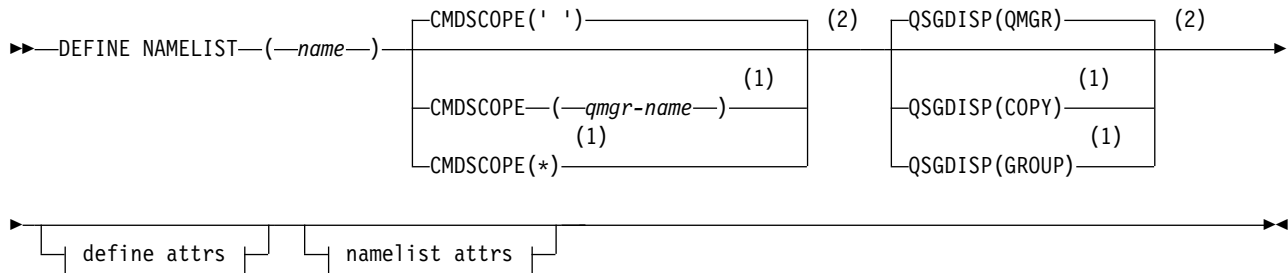 CMDSCOPE(' ') (2) QSGDISP(QMGR) (2)
DEFINE NAMELIST ( name )
(1) (1)
CMDSCOPE ( qmgr-name ) QSGDISP(COPY)
(1) (1)
CMDSCOPE(*) QSGDISP(GROUP)
define attrs namelist attrs